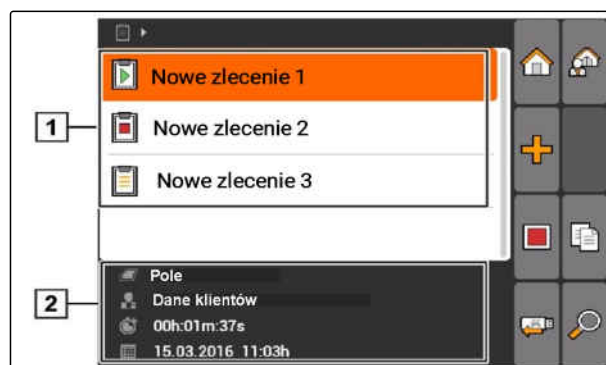 Nowe zlecenie 1
1
Nowe zlecenie 2
Nowe zlecenie 3
2
Pole
Dane klientów
00h:01m:37s
15.03.2016 11:03h